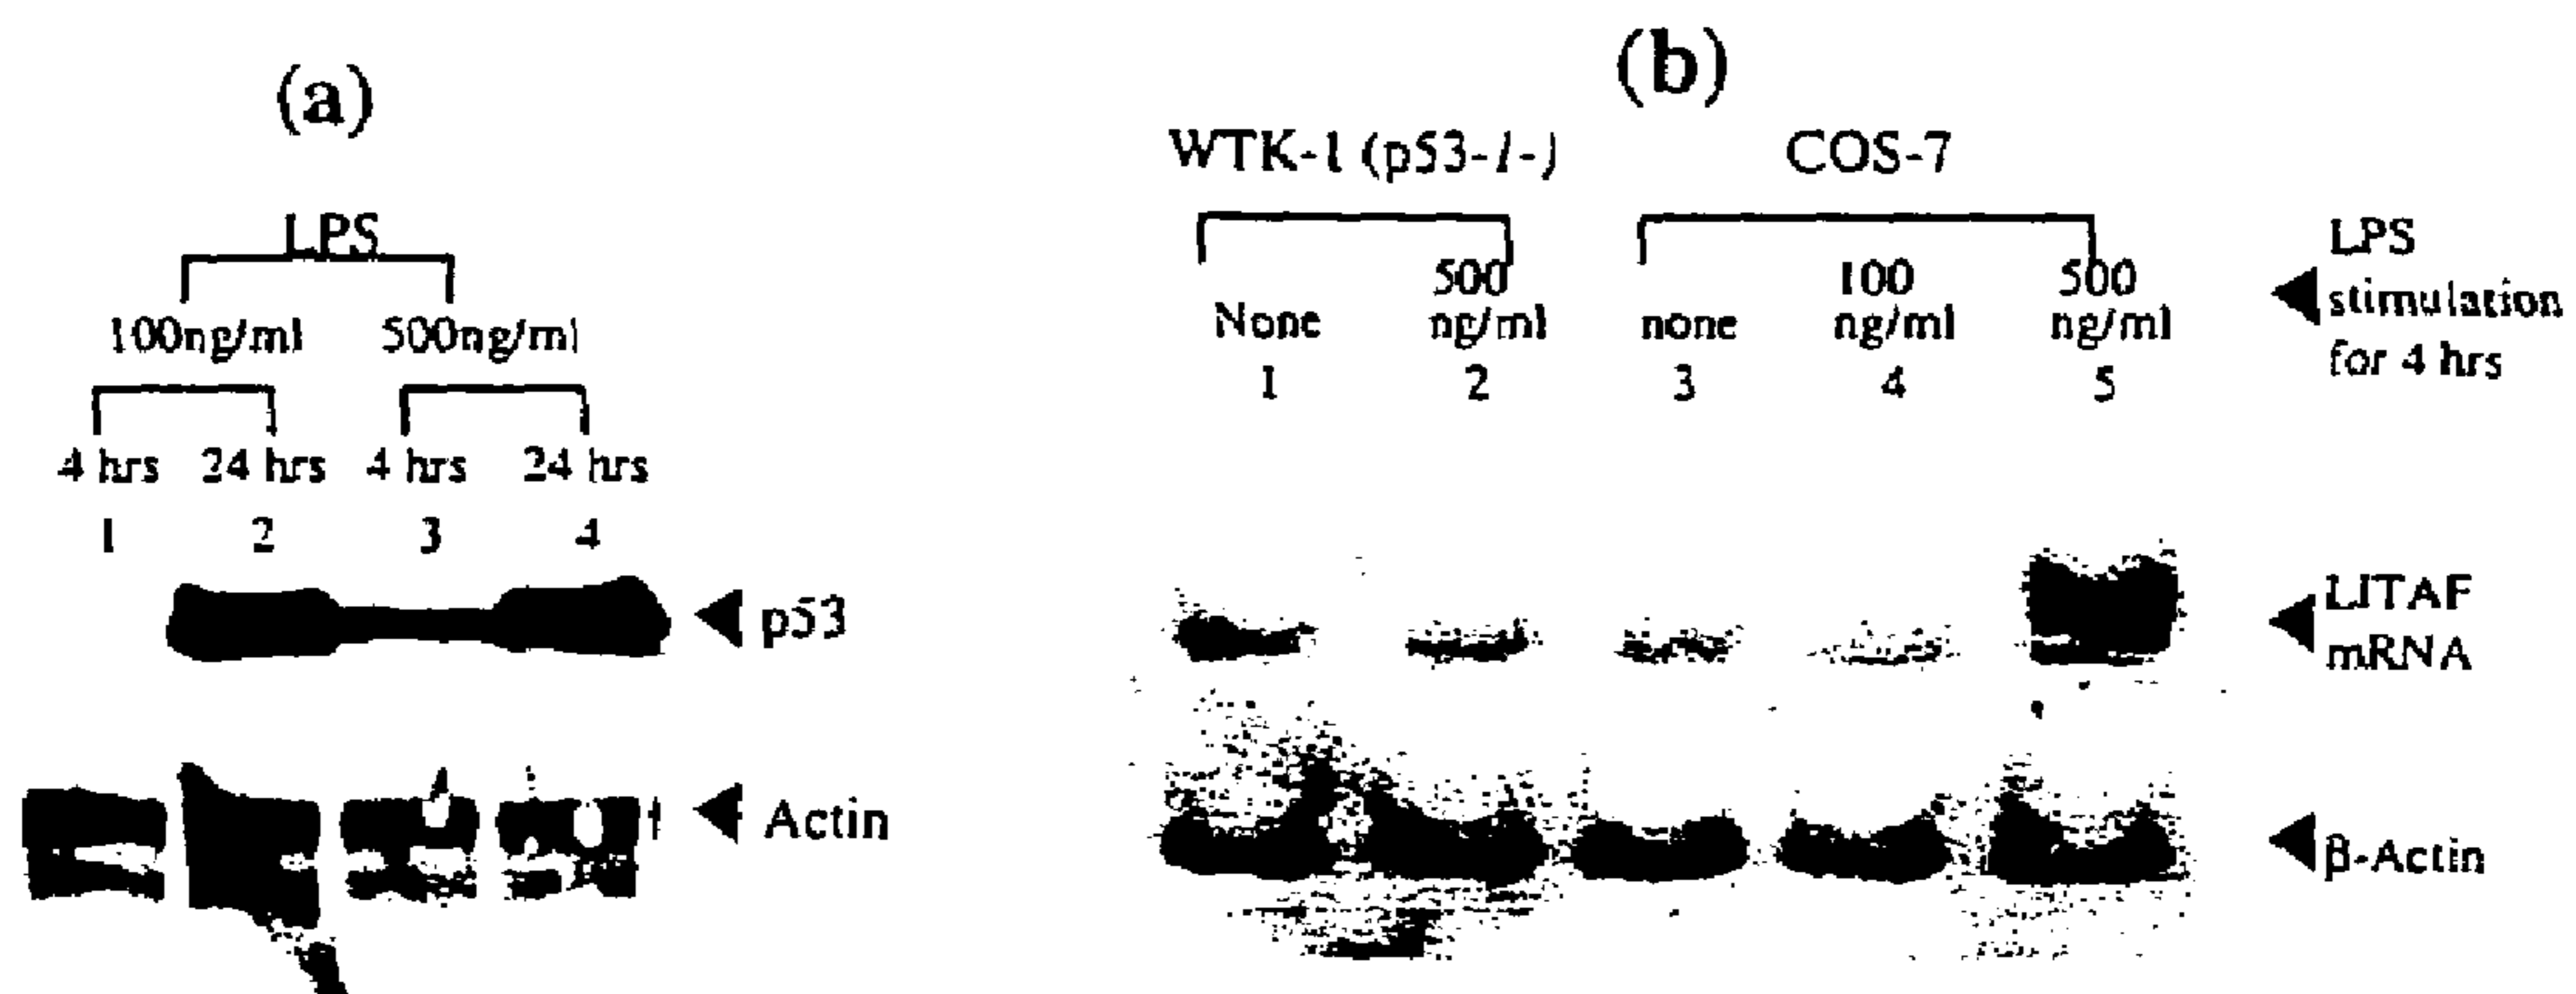 (a)
LPS
100ng/ml 500ng/ml
4 hrs 24 hrs 4 hrs 24 hrs
1 2 3 4
p53
Actin
(b)
WTK-1 (p53-/-) COS-7
None 500 ng/ml none 100 ng/ml 500 ng/ml
1 2 3 4 5
LPS
stimulation
for 4 hrs
LITAF
mRNA
β-Actin